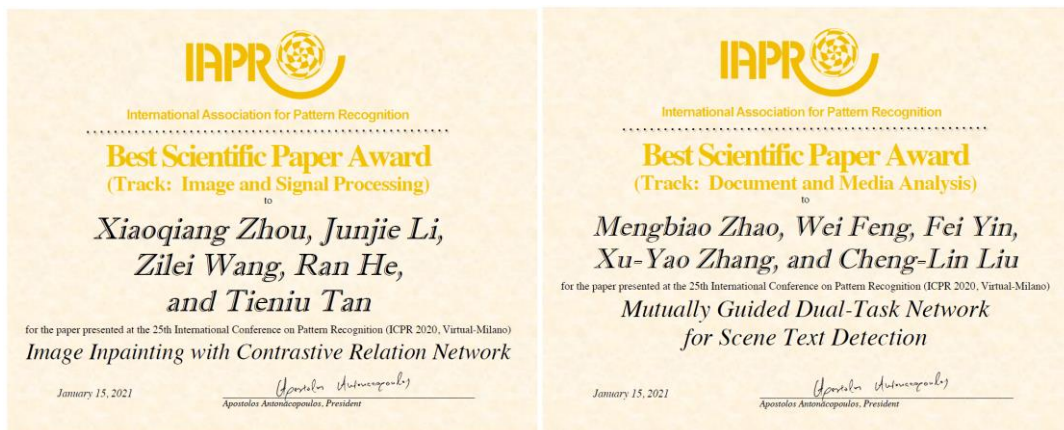 IAPR
International Association for Pattern Recognition
Best Scientific Paper Award
(Track: Image and Signal Processing)
to
Xiaoqiang Zhou, Junjie Li,
Zilei Wang, Ran He,
and Tieniu Tan
for the paper presented at the 25th International Conference on Pattern Recognition (ICPR 2020, Virtual-Milano)
Image Inpainting with Contrastive Relation Network
January 15, 2021
Apostolos Antonacopoulos
Apostolos Antonacopoulos, President
IAPR
International Association for Pattern Recognition
Best Scientific Paper Award
(Track: Document and Media Analysis)
to
Mengbiao Zhao, Wei Feng, Fei Yin,
Xu-Yao Zhang, and Cheng-Lin Liu
for the paper presented at the 25th International Conference on Pattern Recognition (ICPR 2020, Virtual-Milano)
Mutually Guided Dual-Task Network
for Scene Text Detection
January 15, 2021
Apostolos Antonacopoulos
Apostolos Antonacopoulos, President